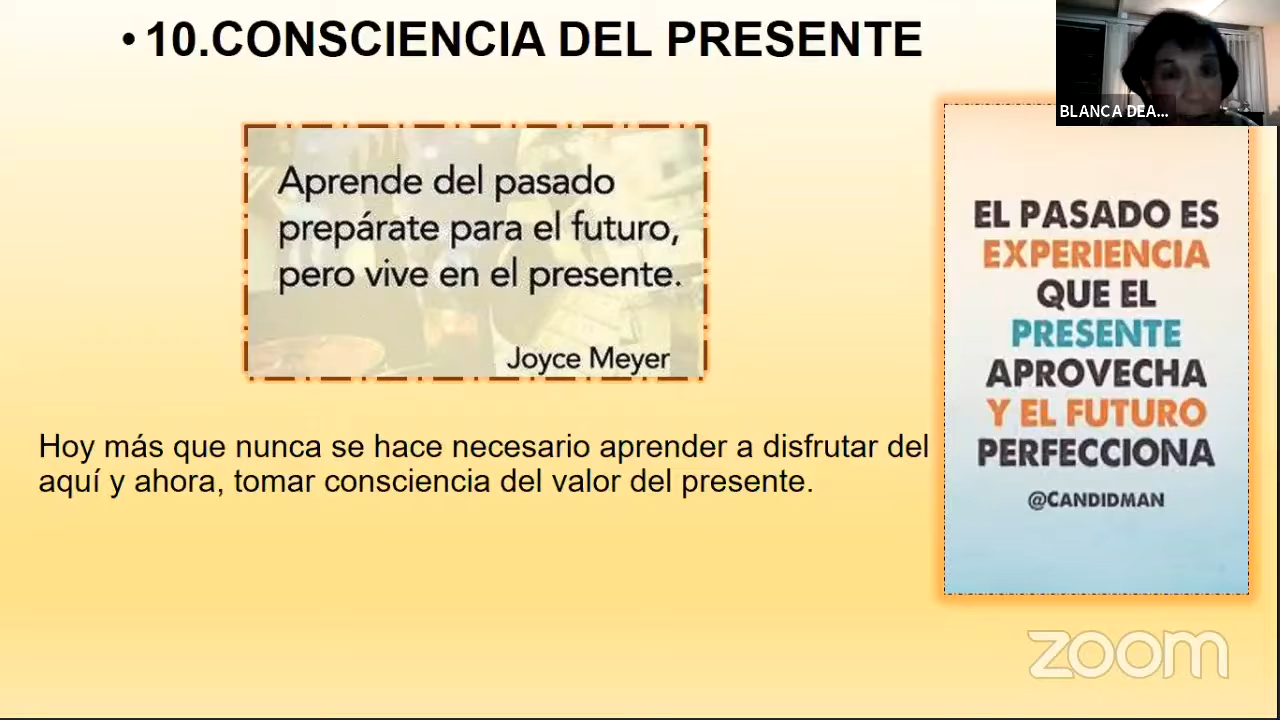 • 10.CONSCIENCIA DEL PRESENTE
BLANCA DEA...
Aprende del pasado
prepárate para el futuro,
pero vive en el presente.
Joyce Meyer
Hoy más que nunca se hace necesario aprender a disfrutar del
aquí y ahora, tomar consciencia del valor del presente.
EL PASADO ES
EXPERIENCIA
QUE EL
PRESENTE
APROVECHA
Y EL FUTURO
PERFECCIONA
@CANDIDMAN
zoom